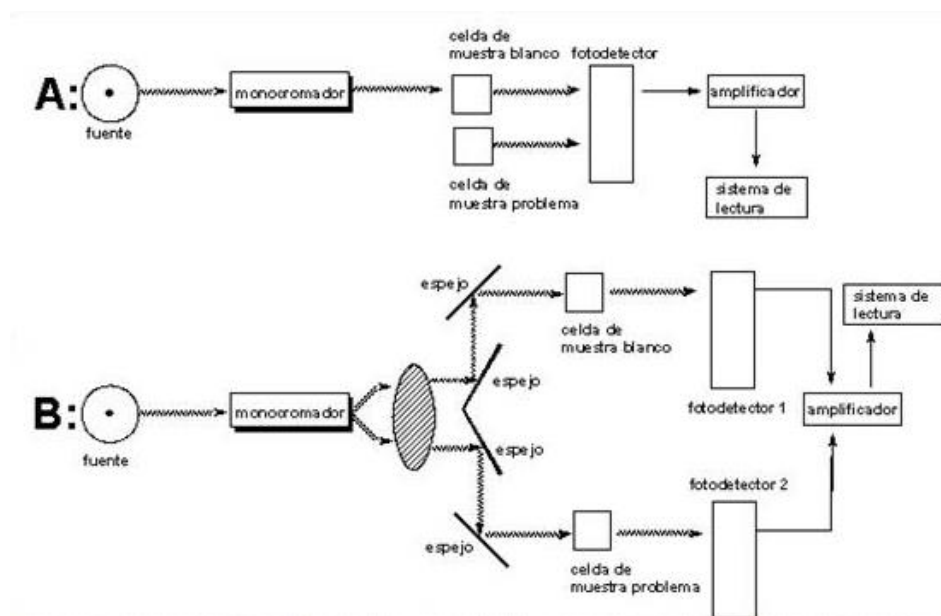 A:
fuente
monocromador
celda de
muestra blanco
fotodetector
celda de
muestra problema
amplificador
sistema de
lectura
B:
fuente
monocromador
espejo
espejo
espejo
espejo
celda de
muestra blanco
fotodetector 1
sistema de
lectura
amplificador
fotodetector 2
celda de
muestra problema